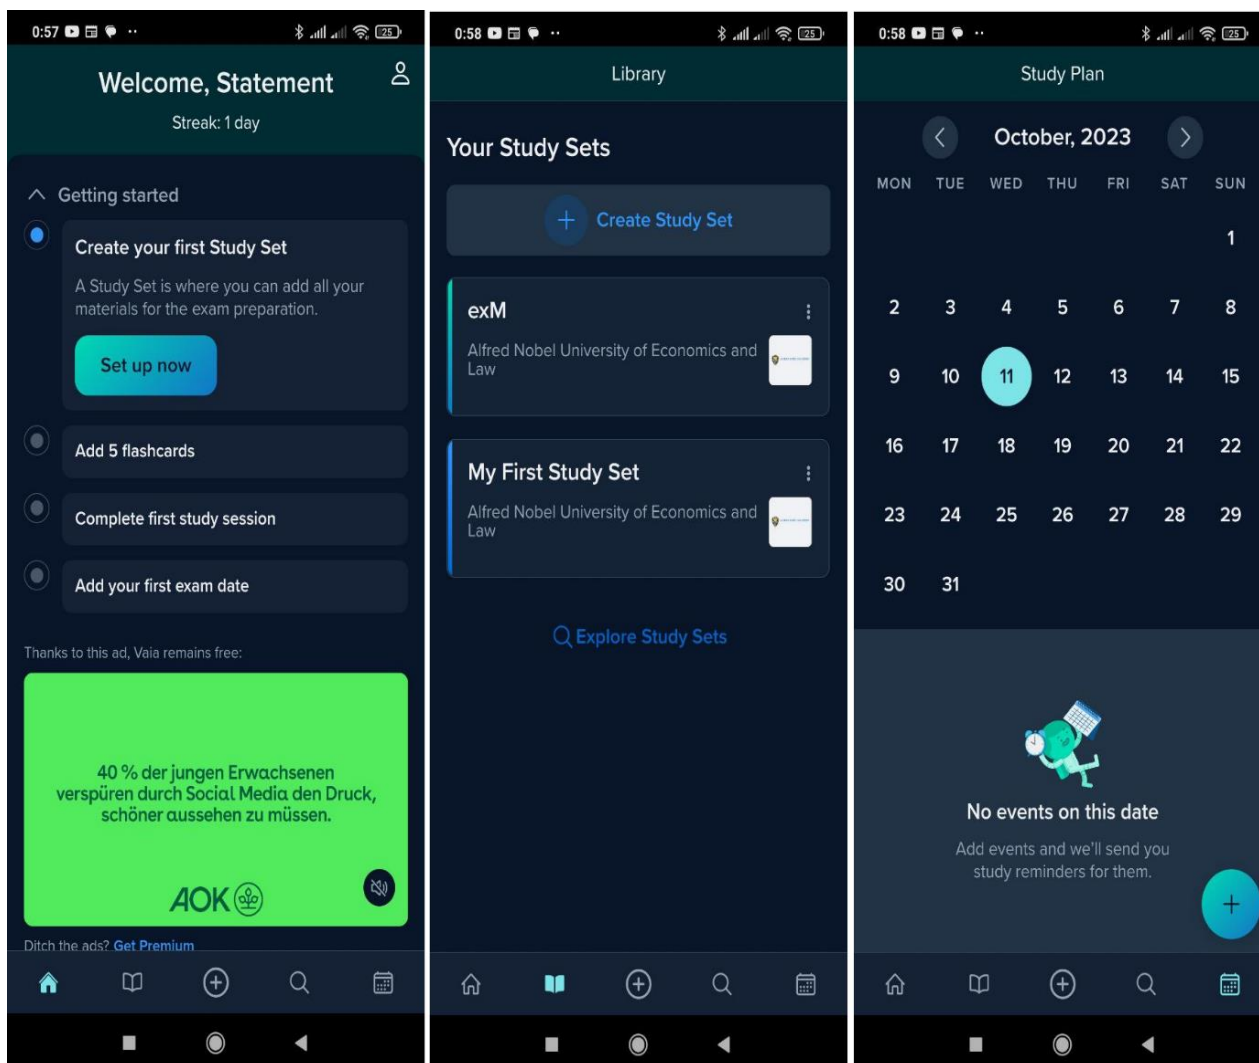 0:57
25
Welcome, Statement
Streak: 1 day
Getting started
Create your first Study Set
A Study Set is where you can add all your
materials for the exam preparation.
Set up now
Add 5 flashcards
Complete first study session
Add your first exam date
Thanks to this ad, Vaia remains free:
40 % der jungen Erwachsenen
verspüren durch Social Media den Druck,
schöner aussehen zu müssen.
AOK
Ditch the ads? Get Premium
0:58
25
Library
Your Study Sets
Create Study Set
exM
Alfred Nobel University of Economics and
Law
My First Study Set
Alfred Nobel University of Economics and
Law
Explore Study Sets
0:58
25
Study Plan
October, 2023
MON TUE WED THU FRI SAT SUN
1
2 3 4 5 6 7 8
9 10 11 12 13 14 15
16 17 18 19 20 21 22
23 24 25 26 27 28 29
30 31
No events on this date
Add events and we'll send you
study reminders for them.